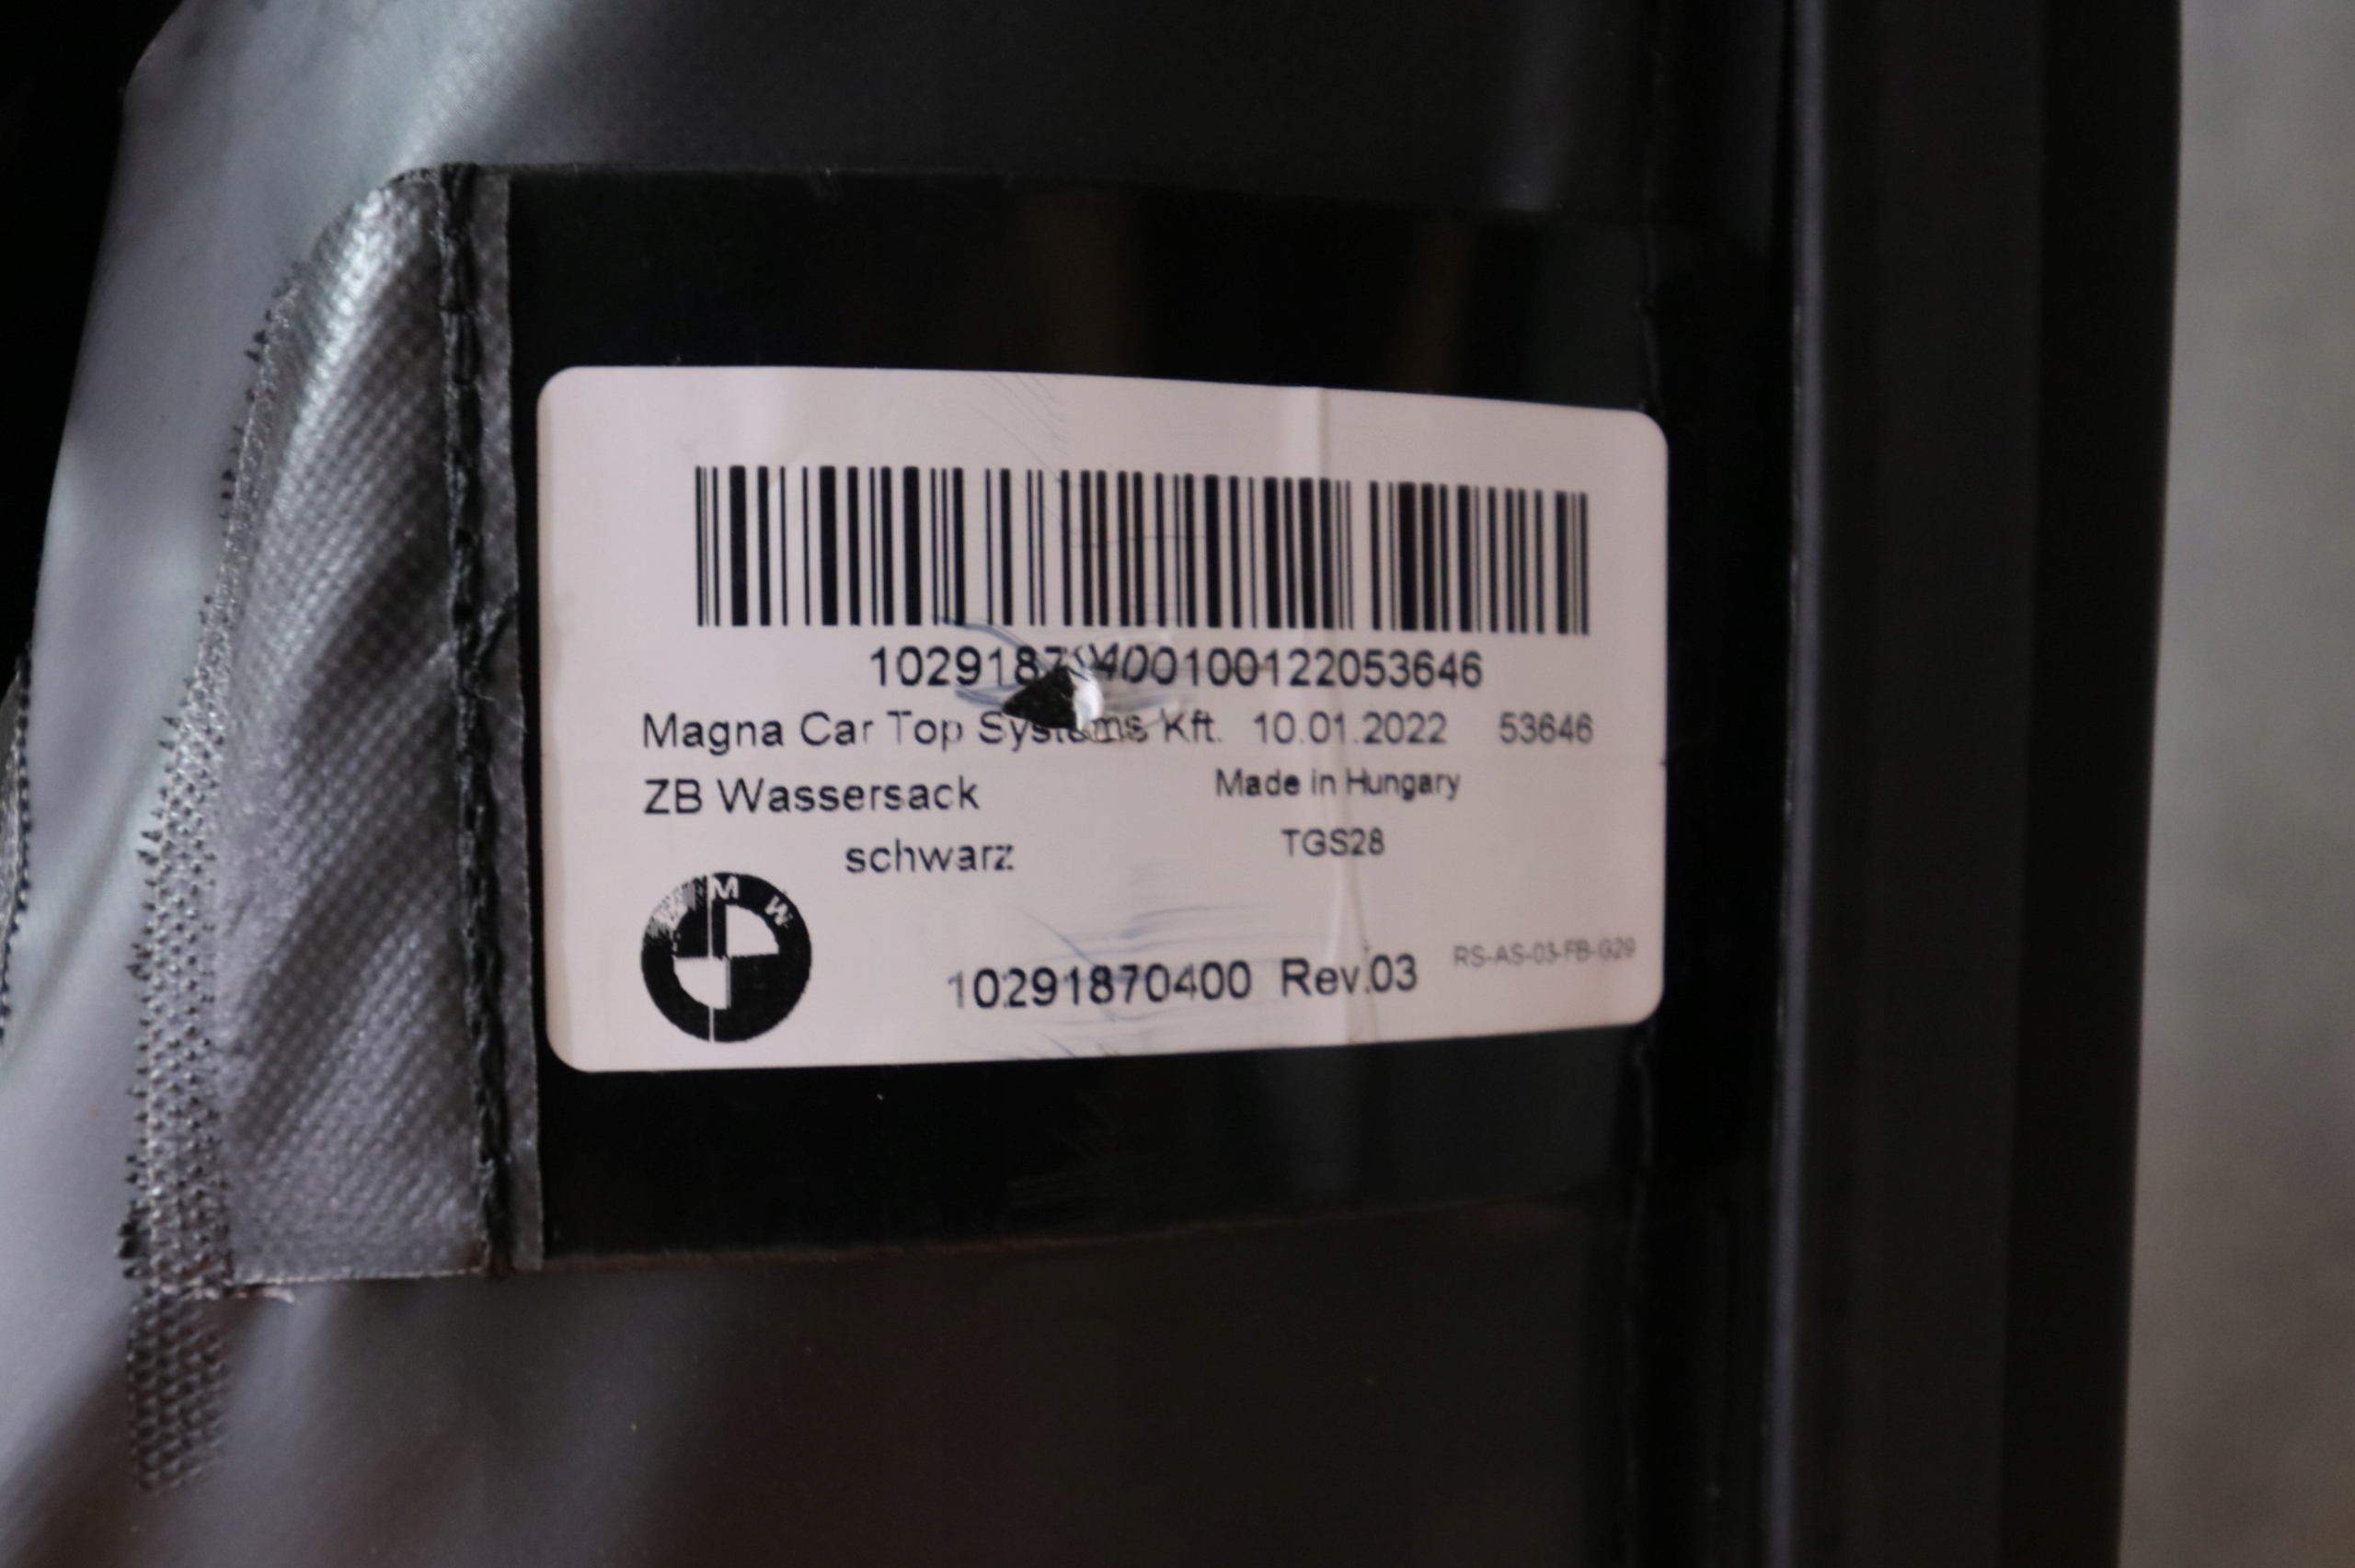 10291870400100122053646
Magna Car Top Systems Kft. 10.01.2022 53646
ZB Wassersack Made in Hungary
schwarz TGS28
M W
10291870400 Rev.03 RS-AS-03-FB-G29